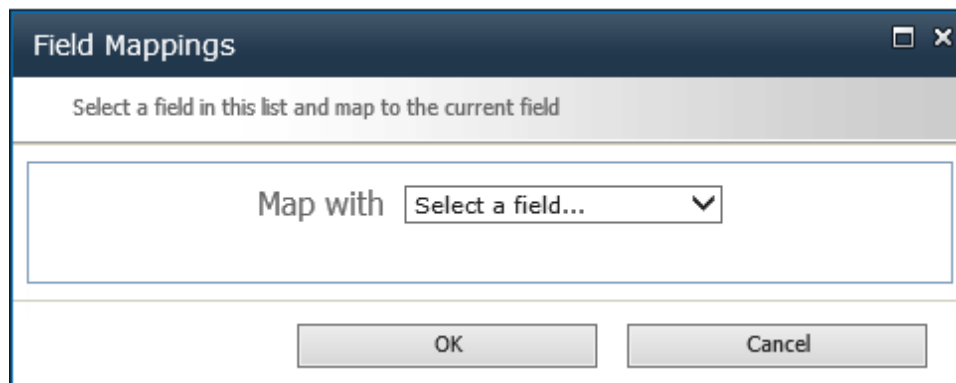 Field Mappings
Select a field in this list and map to the current field
Map with Select a field...
OK Cancel